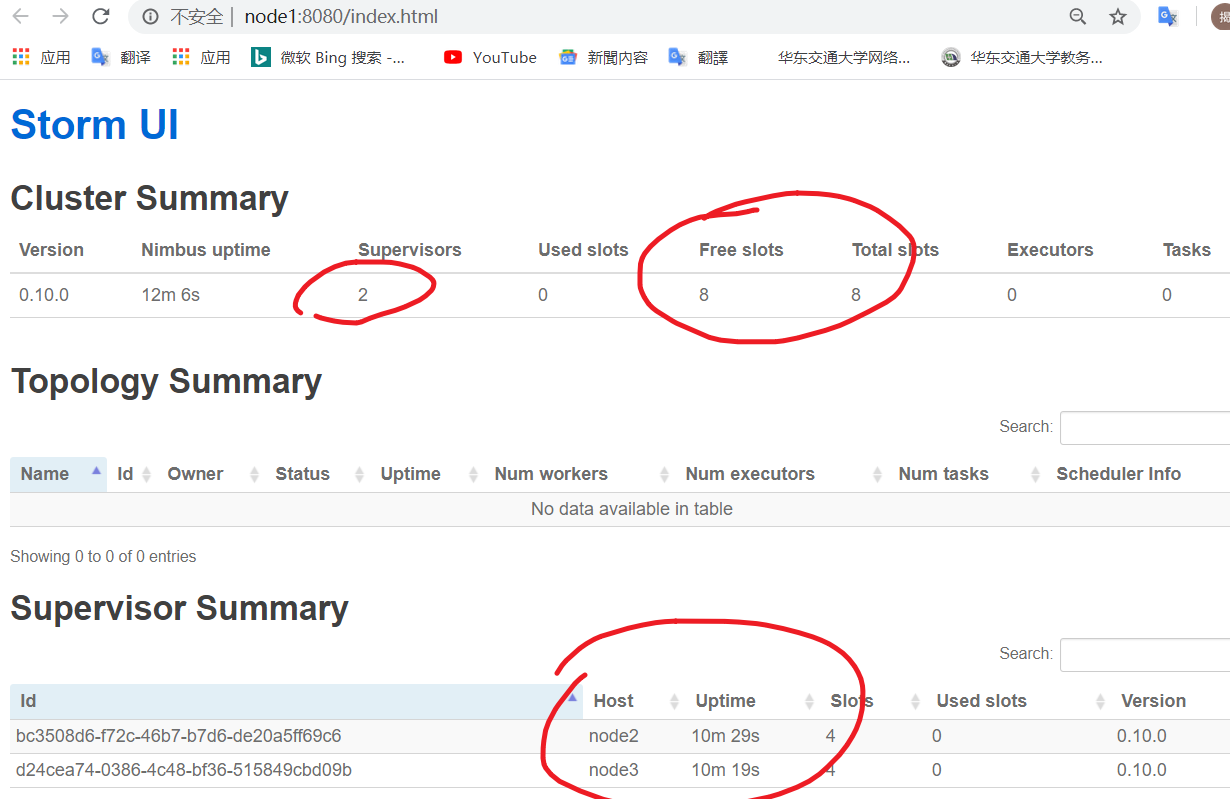 不安全 | node1:8080/index.html
应用 翻译 应用 微软 Bing 搜索 -... YouTube 新聞内容 翻譯 华东交通大学网络... 华东交通大学教务...
Storm UI
Cluster Summary
Version Nimbus uptime Supervisors Used slots Free slots Total slots Executors Tasks
0.10.0 12m 6s 2 0 8 8 0 0
Topology Summary
Search:
Name Id Owner Status Uptime Num workers Num executors Num tasks Scheduler Info
No data available in table
Showing 0 to 0 of 0 entries
Supervisor Summary
Search:
Id Host Uptime Slots Used slots Version
bc3508d6-f72c-46b7-b7d6-de20a5ff69c6 node2 10m 29s 4 0 0.10.0
d24cea74-0386-4c48-bf36-515849cbd09b node3 10m 19s 4 0 0.10.0